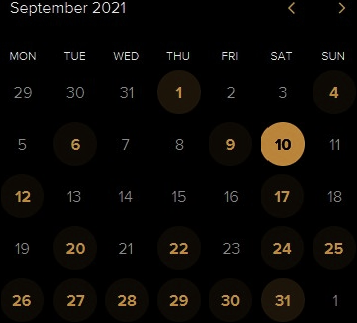 September 2021
MON TUE WED THU FRI SAT SUN
29 30 31 1 2 3 4
5 6 7 8 9 10 11
12 13 14 15 16 17 18
19 20 21 22 23 24 25
26 27 28 29 30 31 1